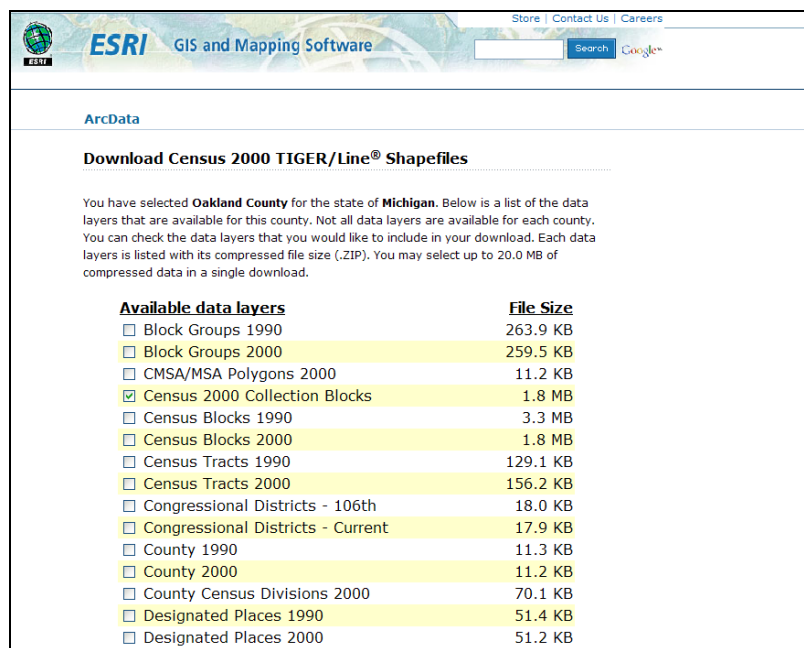 Store | Contact Us | Careers
ESRI
ESRI GIS and Mapping Software
Search Google™
ArcData
Download Census 2000 TIGER/Line® Shapefiles
You have selected Oakland County for the state of Michigan. Below is a list of the data
layers that are available for this county. Not all data layers are available for each county.
You can check the data layers that you would like to include in your download. Each data
layers is listed with its compressed file size (.ZIP). You may select up to 20.0 MB of
compressed data in a single download.
Available data layers File Size
Block Groups 1990 263.9 KB
Block Groups 2000 259.5 KB
CMSA/MSA Polygons 2000 11.2 KB
Census 2000 Collection Blocks 1.8 MB
Census Blocks 1990 3.3 MB
Census Blocks 2000 1.8 MB
Census Tracts 1990 129.1 KB
Census Tracts 2000 156.2 KB
Congressional Districts - 106th 18.0 KB
Congressional Districts - Current 17.9 KB
County 1990 11.3 KB
County 2000 11.2 KB
County Census Divisions 2000 70.1 KB
Designated Places 1990 51.4 KB
Designated Places 2000 51.2 KB